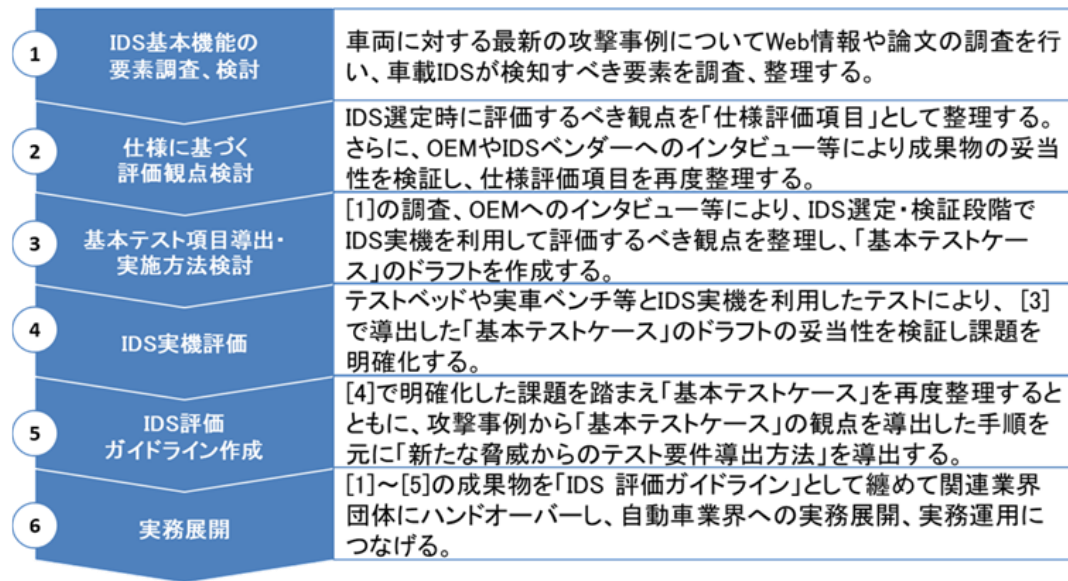 1
IDS基本機能の
要素調査、検討
車両に対する最新の攻撃事例についてWeb情報や論文の調査を行
い、車載IDSが検知すべき要素を調査、整理する。
2
仕様に基づく
評価観点検討
IDS選定時に評価するべき観点を「仕様評価項目」として整理する。
さらに、OEMやIDSベンダーへのインタビュー等により成果物の妥当
性を検証し、仕様評価項目を再度整理する。
3
基本テスト項目導出・
実施方法検討
[1]の調査、OEMへのインタビュー等により、IDS選定・検証段階で
IDS実機を利用して評価するべき観点を整理し、「基本テストケー
ス」のドラフトを作成する。
4
IDS実機評価
テストベッドや実車ベンチ等とIDS実機を利用したテストにより、 [3]
で導出した「基本テストケース」のドラフトの妥当性を検証し課題を
明確化する。
5
IDS評価
ガイドライン作成
[4]で明確化した課題を踏まえ「基本テストケース」を再度整理すると
ともに、攻撃事例から「基本テストケース」の観点を導出した手順を
元に「新たな脅威からのテスト要件導出方法」を導出する。
6
実務展開
[1]~[5]の成果物を「IDS 評価ガイドライン」として纏めて関連業界
団体にハンドオーバーし、自動車業界への実務展開、実務運用に
つなげる。